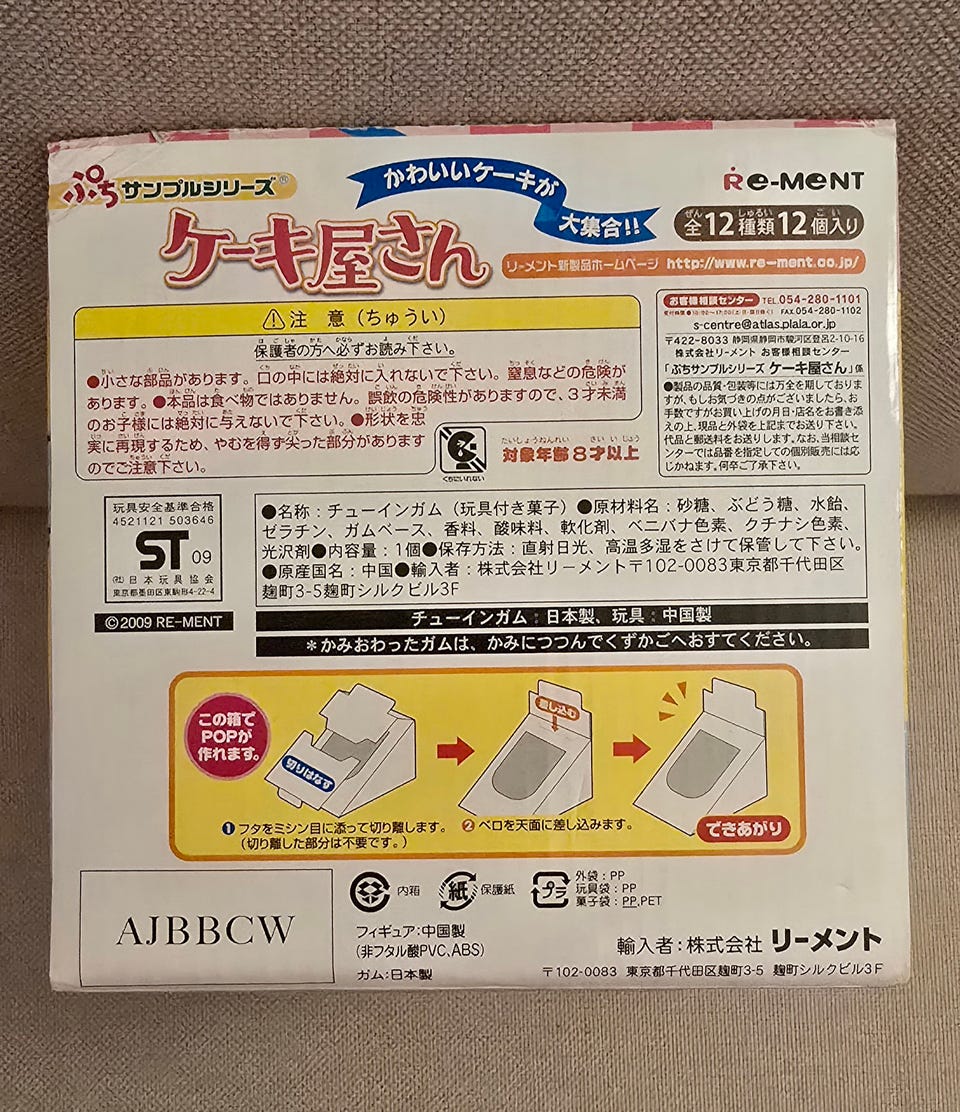 ぷちサンプルシリーズ®
ケーキ屋さん
かわいいケーキが
大集合!!
Re-MeNT
全12種類12個入り
リーメント新製品ホームページ http://www.re-ment.co.jp/
⚠注 意(ちゅうい)
保護者の方へ必ずお読み下さい。
●小さな部品があります。口の中には絶対に入れないで下さい。窒息などの危険が
あります。●本品は食べ物ではありません。誤飲の危険性がありますので、3才未満
のお子様には絶対に与えないで下さい。●形状を忠
実に再現するため、やむを得ず尖った部分があります
のでご注意下さい。
くちにいれない
対象年齢8才以上
お客様相談センター TEL.054-280-1101
FAX.054-280-1102
s-centre@atlas.plala.or.jp
〒422-8033 静岡県静岡市駿河区登呂2-10-16
株式会社リーメント お客様相談センター
「ぷちサンプルシリーズ ケーキ屋さん」係
●製品の品質・包装等には万全を期しておりま
すが、もしお気づきの点がございましたら、お
手数ですがお買い上げの月日・店名をお書き添
えの上、現品と外袋を上記までお送り下さい。
代品と郵送料をお送りします。なお、当相談セ
ンターでは品番を指定しての個別販売には応
じかねます。何卒ご了承下さい。
玩具安全基準合格
4521121 503646
ST 09
(社)日本玩具協会
東京都墨田区東駒形4-22-4
©2009 RE-MENT
●名称:チューインガム(玩具付き菓子)●原材料名:砂糖、ぶどう糖、水飴、
ゼラチン、ガムベース、香料、酸味料、軟化剤、ベニバナ色素、クチナシ色素、
光沢剤●内容量:1個●保存方法:直射日光、高温多湿をさけて保管して下さい。
●原産国名:中国●輸入者:株式会社リーメント〒102-0083東京都千代田区
麹町3-5麹町シルクビル3F
チューインガム:日本製、玩具:中国製
*かみおわったガムは、かみにつつんでくずかごへおすてください。
この箱で
POPが
作れます。
切りはなす
差し込む
❶フタをミシン目に添って切り離します。
(切り離した部分は不要です。)
❷ベロを天面に差し込みます。
できあがり
AJBBCW
内箱
紙 保護紙
プラ
外袋:PP
玩具袋:PP
菓子袋:PP,PET
フィギュア:中国製
(非フタル酸PVC,ABS)
ガム:日本製
輸入者:株式会社 リーメント
〒102-0083 東京都千代田区麹町3-5 麹町シルクビル3F